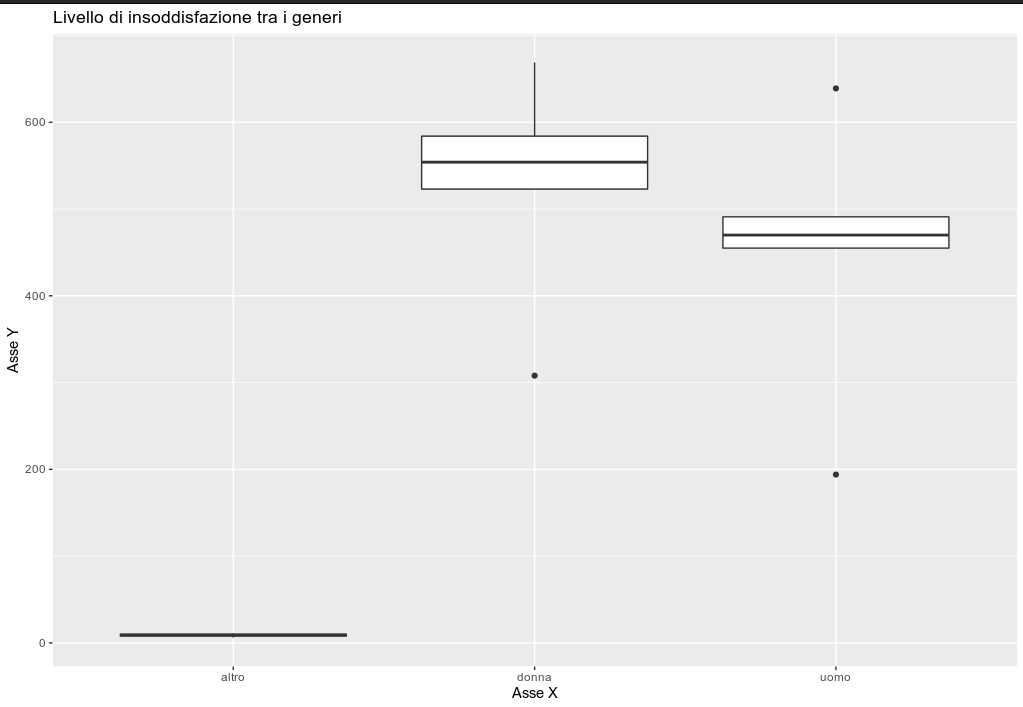 Livello di insoddisfazione tra i generi
600
400
200
0
Asse Y
altro donna uomo
Asse X